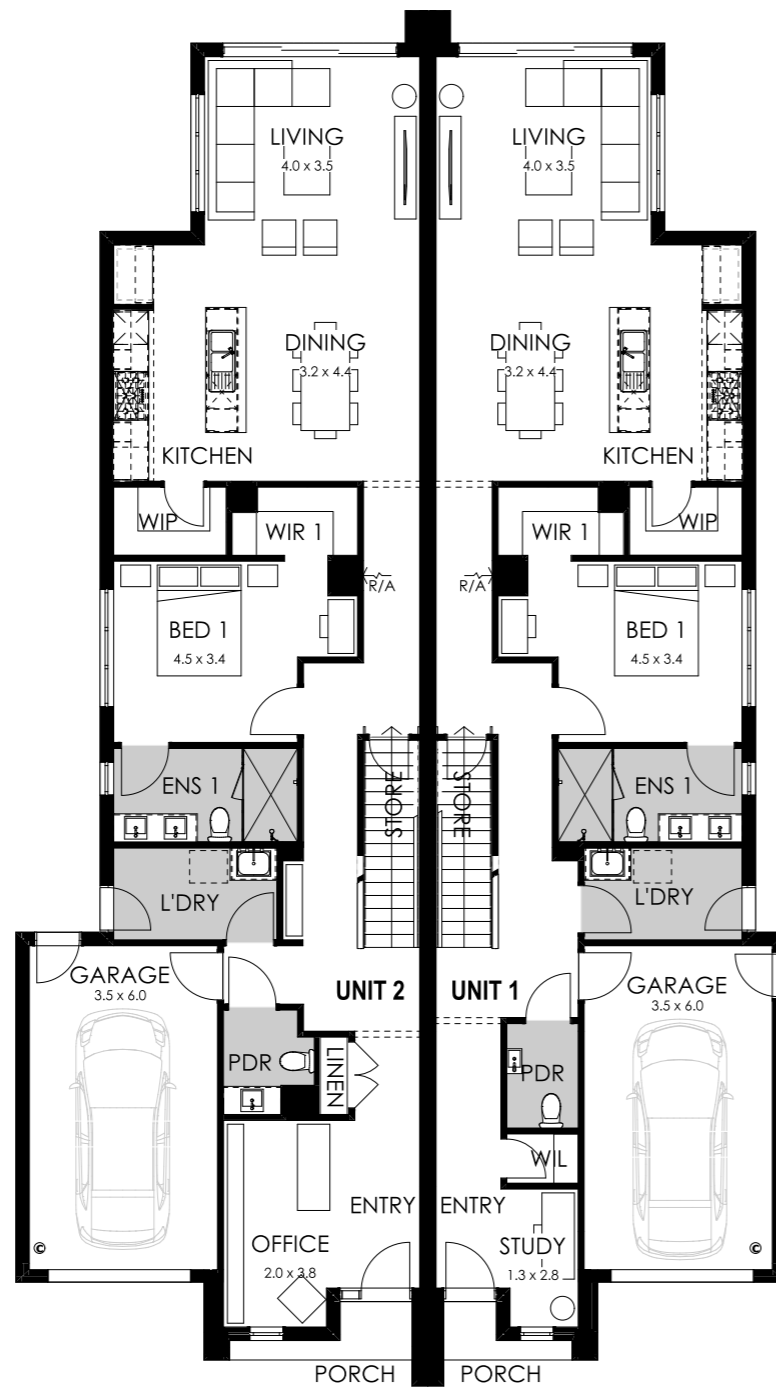 LIVING
4.0 x 3.5
LIVING
4.0 x 3.5
DINING
3.2 x 4.4
DINING
3.2 x 4.4
KITCHEN
KITCHEN
WIP
WIR 1
WIR 1
WIP
R/A
R/A
BED 1
4.5 x 3.4
BED 1
4.5 x 3.4
ENS 1
STORE
STORE
ENS 1
L'DRY
L'DRY
GARAGE
3.5 x 6.0
UNIT 2
UNIT 1
GARAGE
3.5 x 6.0
PDR
LINEN
PDR
WIL
ENTRY
ENTRY
OFFICE
2.0 x 3.8
STUDY
1.3 x 2.8
©
©
PORCH
PORCH